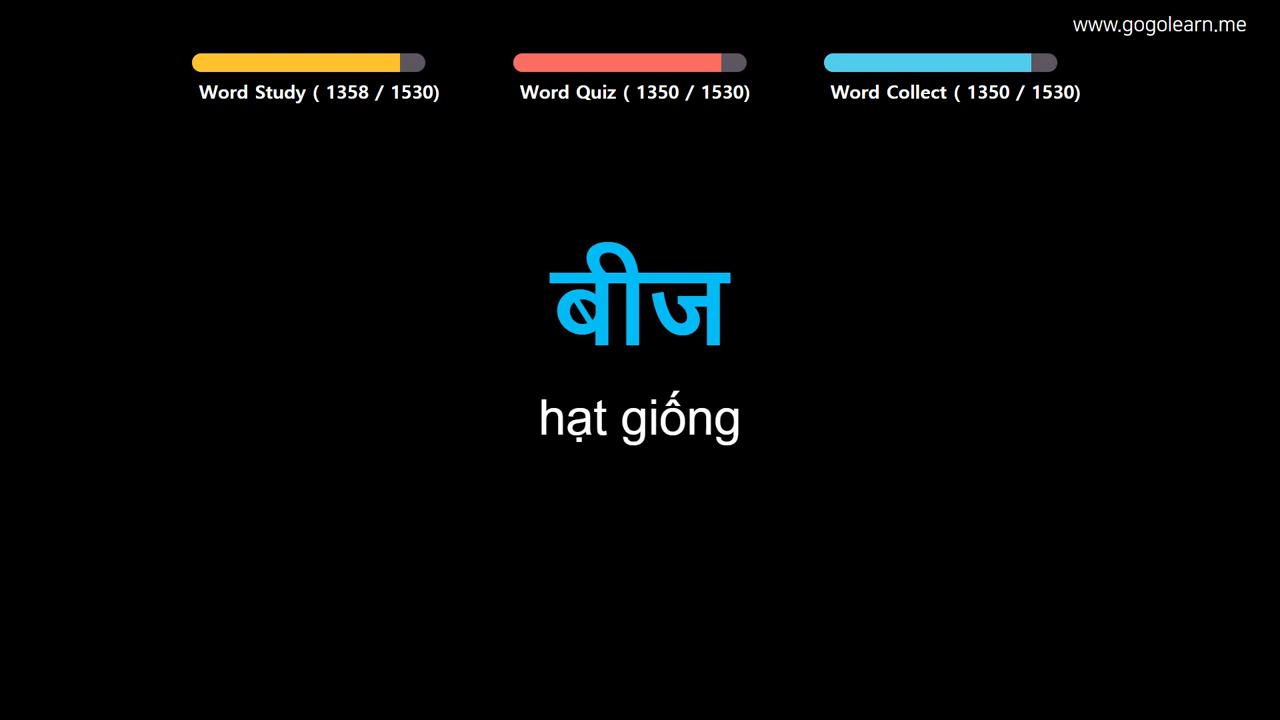 www.gogolearn.me
Word Study ( 1358 / 1530)
Word Quiz ( 1350 / 1530)
Word Collect ( 1350 / 1530)
बीज
hạt giống